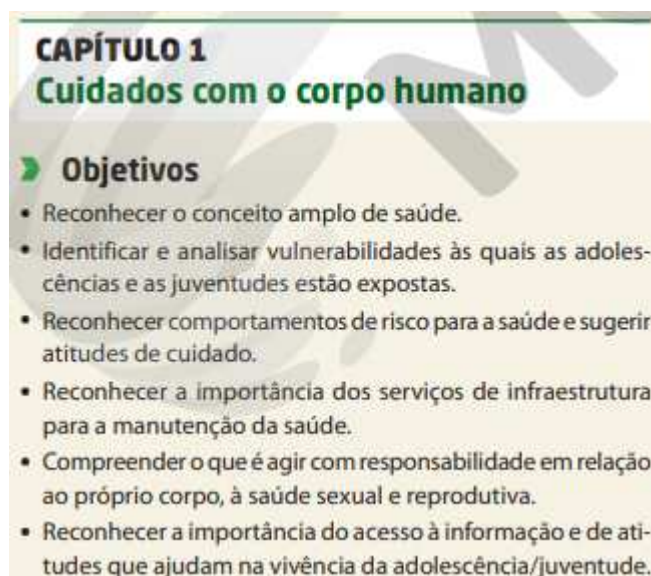 CAPÍTULO 1
Cuidados com o corpo humano
Objetivos
• Reconhecer o conceito amplo de saúde.
• Identificar e analisar vulnerabilidades às quais as adoles-
cências e as juventudes estão expostas.
• Reconhecer comportamentos de risco para a saúde e sugerir
atitudes de cuidado.
• Reconhecer a importância dos serviços de infraestrutura
para a manutenção da saúde.
• Compreender o que é agir com responsabilidade em relação
ao próprio corpo, à saúde sexual e reprodutiva.
• Reconhecer a importância do acesso à informação e de ati-
tudes que ajudam na vivência da adolescência/juventude.